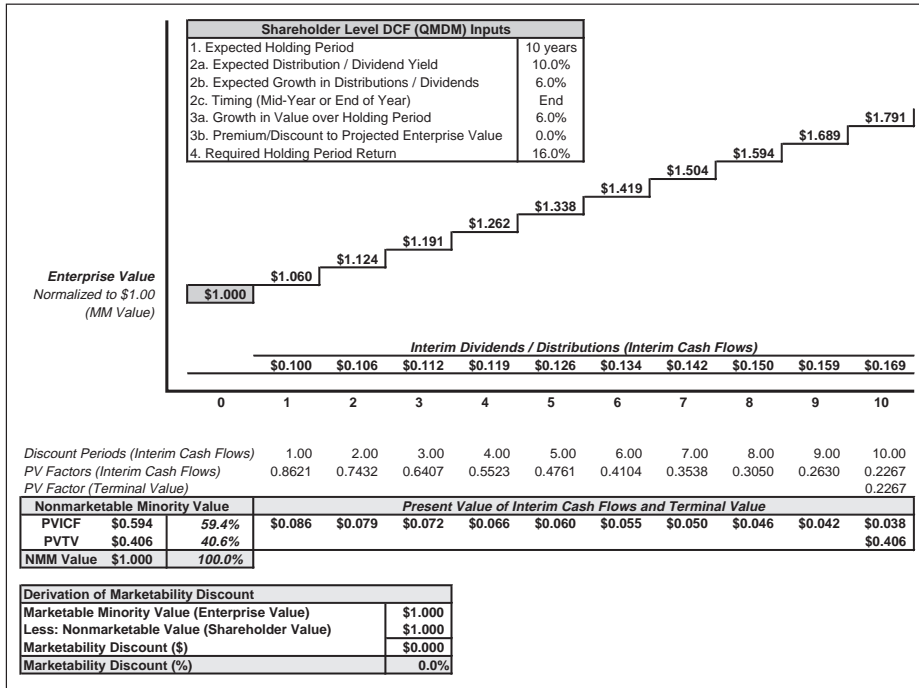 Shareholder Level DCF (QMDM) Inputs
1. Expected Holding Period 10 years
2a. Expected Distribution / Dividend Yield 10.0%
2b. Expected Growth in Distributions / Dividends 6.0%
2c. Timing (Mid-Year or End of Year) End
3a. Growth in Value over Holding Period 6.0%
3b. Premium/Discount to Projected Enterprise Value 0.0%
4. Required Holding Period Return 16.0%
$1.791
$1.689
$1.594
$1.504
$1.419
$1.338
$1.262
$1.191
$1.124
$1.060
Enterprise Value
Normalized to $1.00 $1.000
(MM Value)
Interim Dividends / Distributions (Interim Cash Flows)
$0.100 $0.106 $0.112 $0.119 $0.126 $0.134 $0.142 $0.150 $0.159 $0.169
0 1 2 3 4 5 6 7 8 9 10
Discount Periods (Interim Cash Flows) 1.00 2.00 3.00 4.00 5.00 6.00 7.00 8.00 9.00 10.00
PV Factors (Interim Cash Flows) 0.8621 0.7432 0.6407 0.5523 0.4761 0.4104 0.3538 0.3050 0.2630 0.2267
PV Factor (Terminal Value) 0.2267
Nonmarketable Minority Value Present Value of Interim Cash Flows and Terminal Value
PVICF $0.594 59.4% $0.086 $0.079 $0.072 $0.066 $0.060 $0.055 $0.050 $0.046 $0.042 $0.038
PVTV $0.406 40.6% $0.406
NMM Value $1.000 100.0%
Derivation of Marketability Discount
Marketable Minority Value (Enterprise Value) $1.000
Less: Nonmarketable Value (Shareholder Value) $1.000
Marketability Discount ($) $0.000
Marketability Discount (%) 0.0%